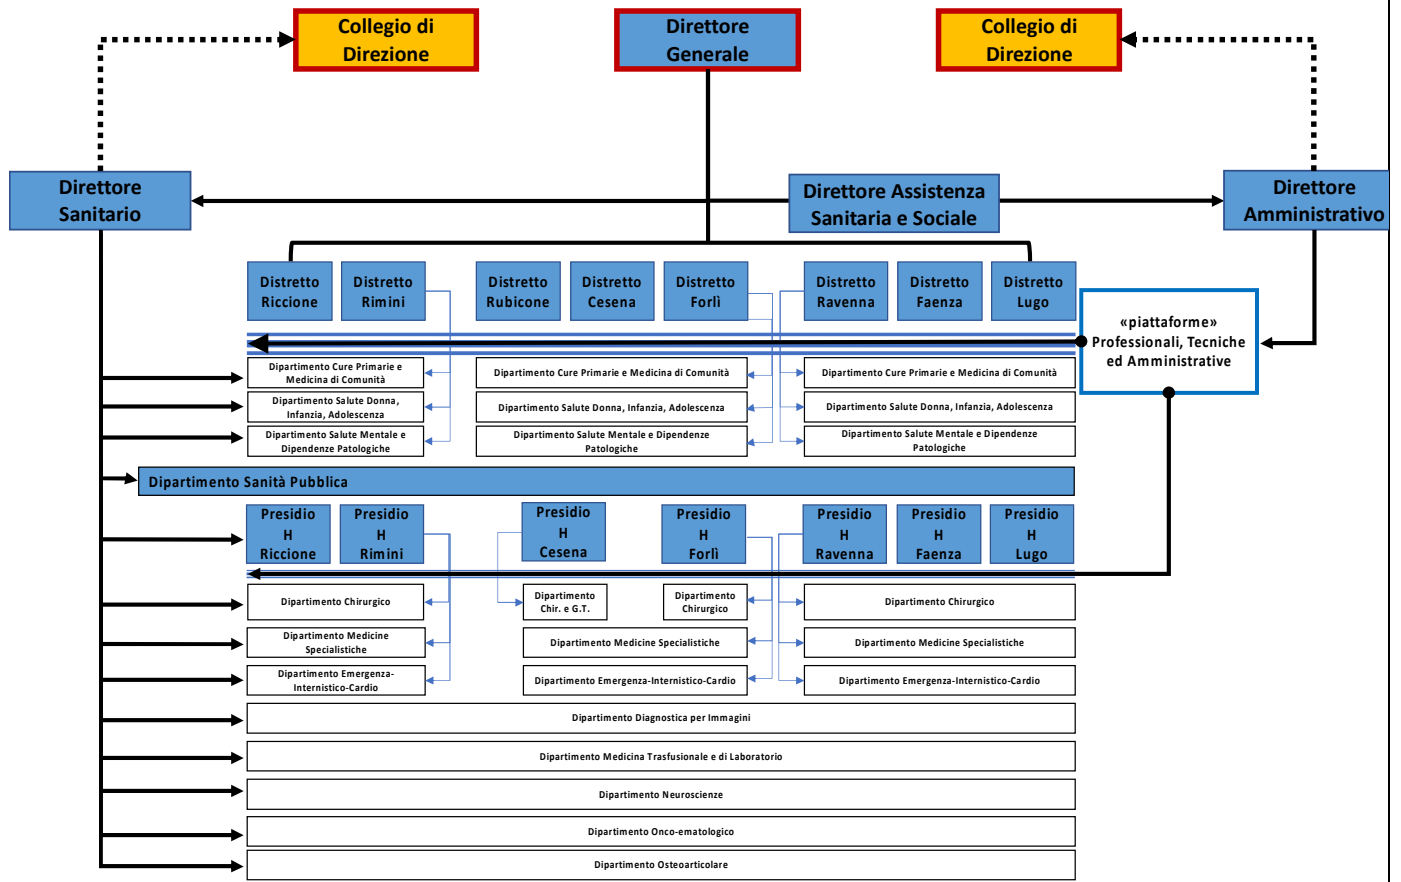 Collegio di
Direzione
Direttore
Generale
Collegio di
Direzione
Direttore
Sanitario
Direttore Assistenza
Sanitaria e Sociale
Direttore
Amministrativo
Distretto
Riccione
Distretto
Rimini
Distretto
Rubicone
Distretto
Cesena
Distretto
Forlì
Distretto
Ravenna
Distretto
Faenza
Distretto
Lugo
«piattaforme»
Professionali, Tecniche
ed Amministrative
Dipartimento Cure Primarie e
Medicina di Comunità
Dipartimento Cure Primarie e Medicina di Comunità
Dipartimento Cure Primarie e Medicina di Comunità
Dipartimento Salute Donna,
Infanzia, Adolescenza
Dipartimento Salute Donna, Infanzia, Adolescenza
Dipartimento Salute Donna, Infanzia, Adolescenza
Dipartimento Salute Mentale e
Dipendenze Patologiche
Dipartimento Salute Mentale e Dipendenze
Patologiche
Dipartimento Salute Mentale e Dipendenze
Patologiche
Dipartimento Sanità Pubblica
Presidio
H
Riccione
Presidio
H
Rimini
Presidio
H
Cesena
Presidio
H
Forlì
Presidio
H
Ravenna
Presidio
H
Faenza
Presidio
H
Lugo
Dipartimento Chirurgico
Dipartimento
Chir. e G.T.
Dipartimento
Chirurgico
Dipartimento Chirurgico
Dipartimento Medicine
Specialistiche
Dipartimento Medicine Specialistiche
Dipartimento Medicine Specialistiche
Dipartimento Emergenza-
Internistico-Cardio
Dipartimento Emergenza-Internistico-Cardio
Dipartimento Emergenza-Internistico-Cardio
Dipartimento Diagnostica per Immagini
Dipartimento Medicina Trasfusionale e di Laboratorio
Dipartimento Neuroscienze
Dipartimento Onco-ematologico
Dipartimento Osteoarticolare